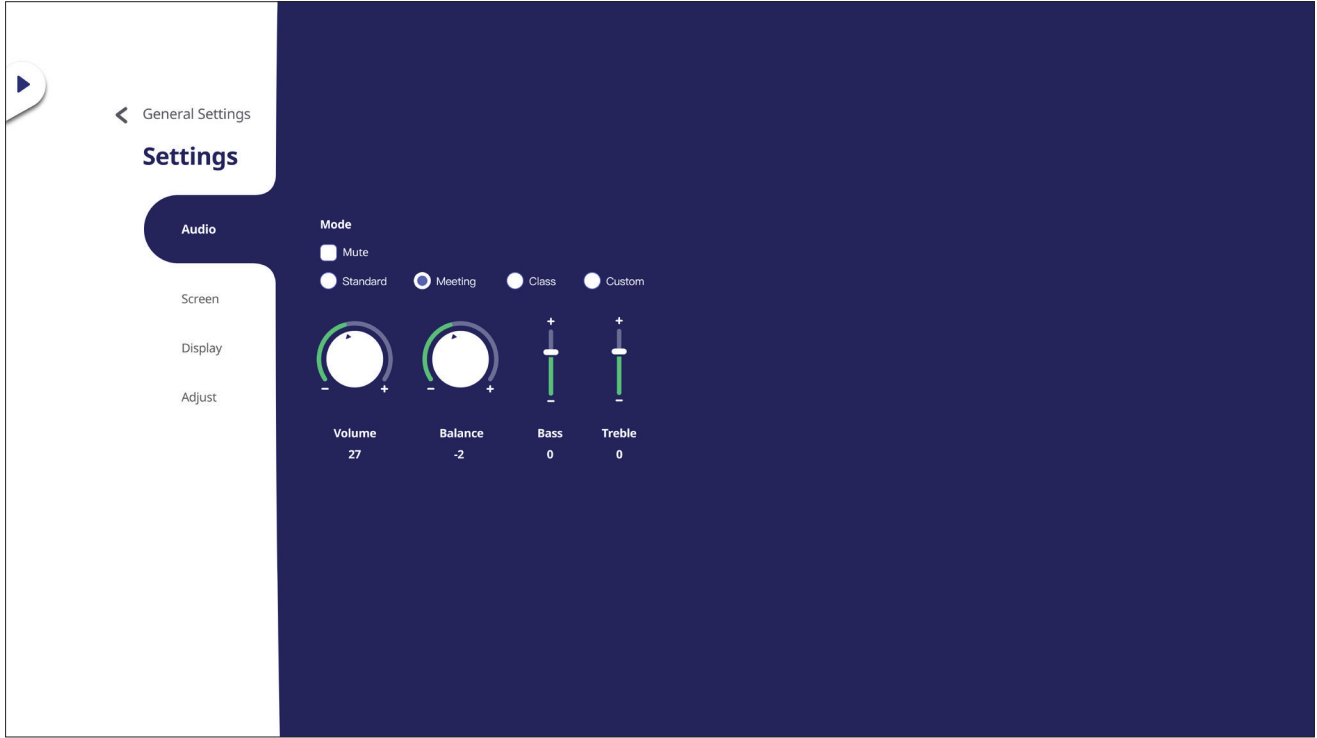 General Settings
Settings
Audio
Screen
Display
Adjust
Mode
Mute
Standard Meeting Class Custom
+ +
- + - + - -
Volume Balance Bass Treble
27 -2 0 0